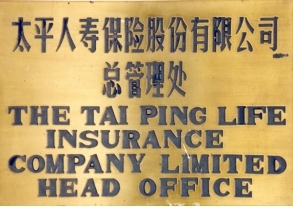 太平人寿保险股份有限公司
总管理处
THE TAI PING LIFE
INSURANCE
COMPANY LIMITED
HEAD OFFICE